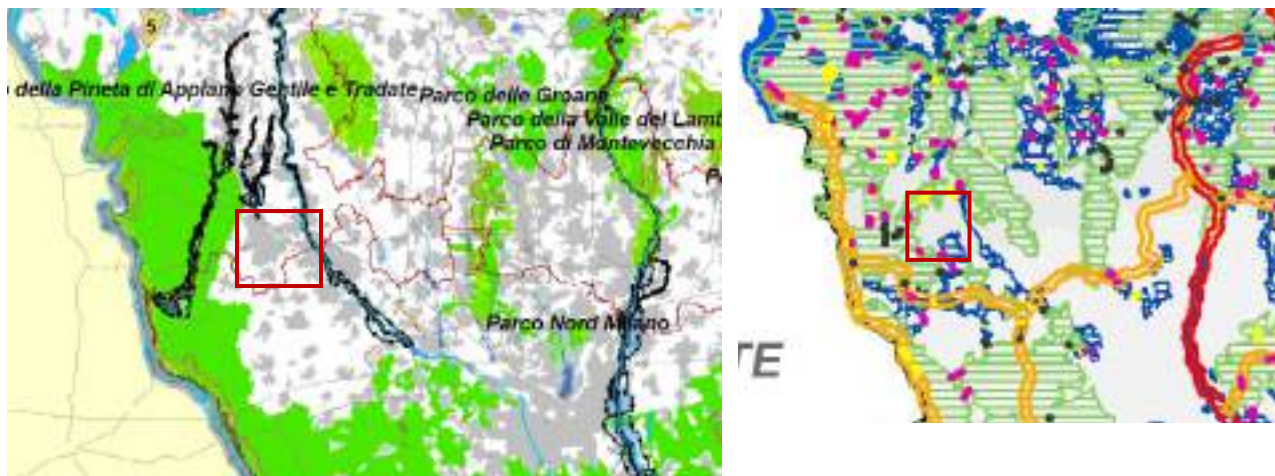 5
o della Pineta di Appiano Gentile e Tradate
Parco delle Groane
Parco della Valle del Lamb
Parco di Montevecchia
P
Parco Nord Milano
TE